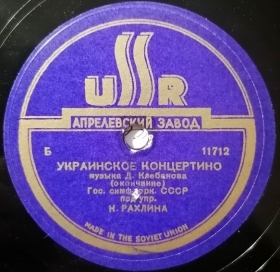 USSR
АПРЕЛЕВСКИЙ ЗАВОД
Б 11712
УКРАИНСКОЕ КОНЦЕРТИНО
музыка Д. Клебанова
(окончание)
Гос. симф. орк. СССР
под упр.
Н. РАХЛИНА
MADE IN THE SOVIET UNION